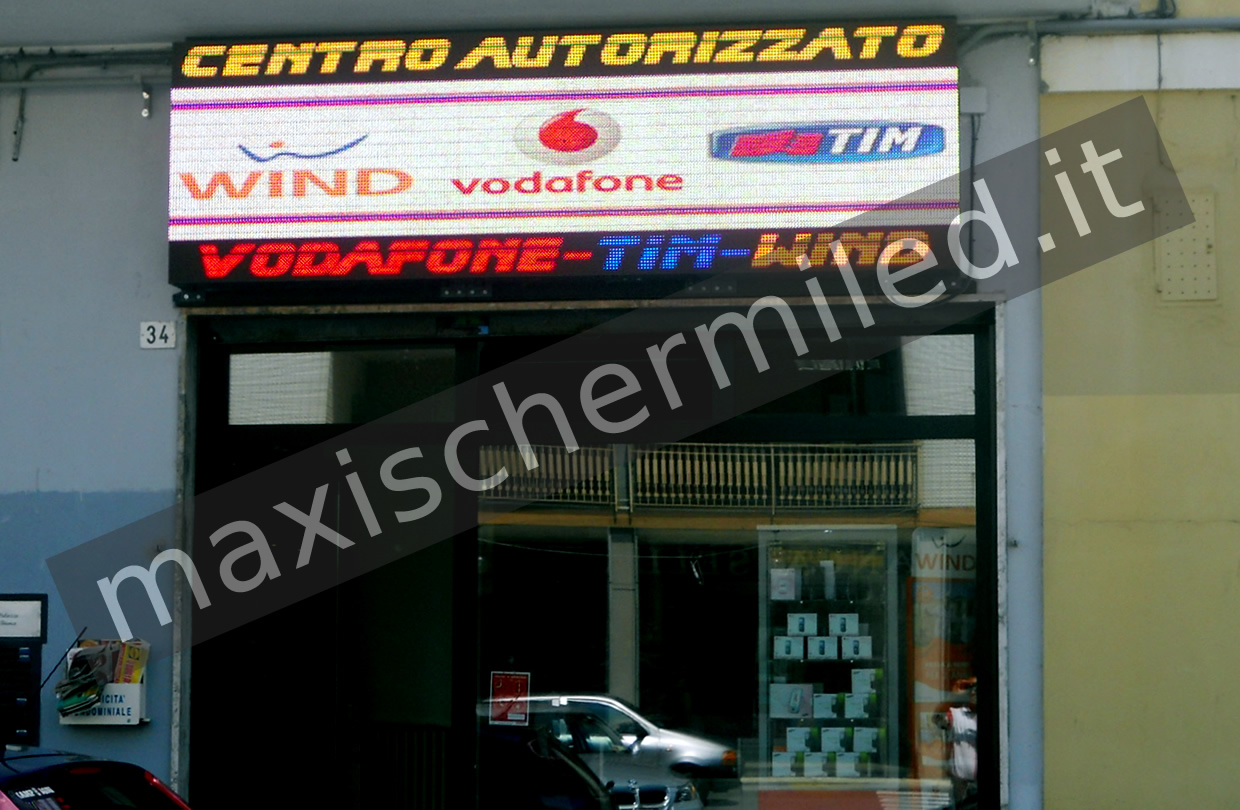 CENTRO AUTORIZZATO
WIND
vodafone
TIM
VODAFONE-TIM-WIND
maxischermiled.it
34
WIND